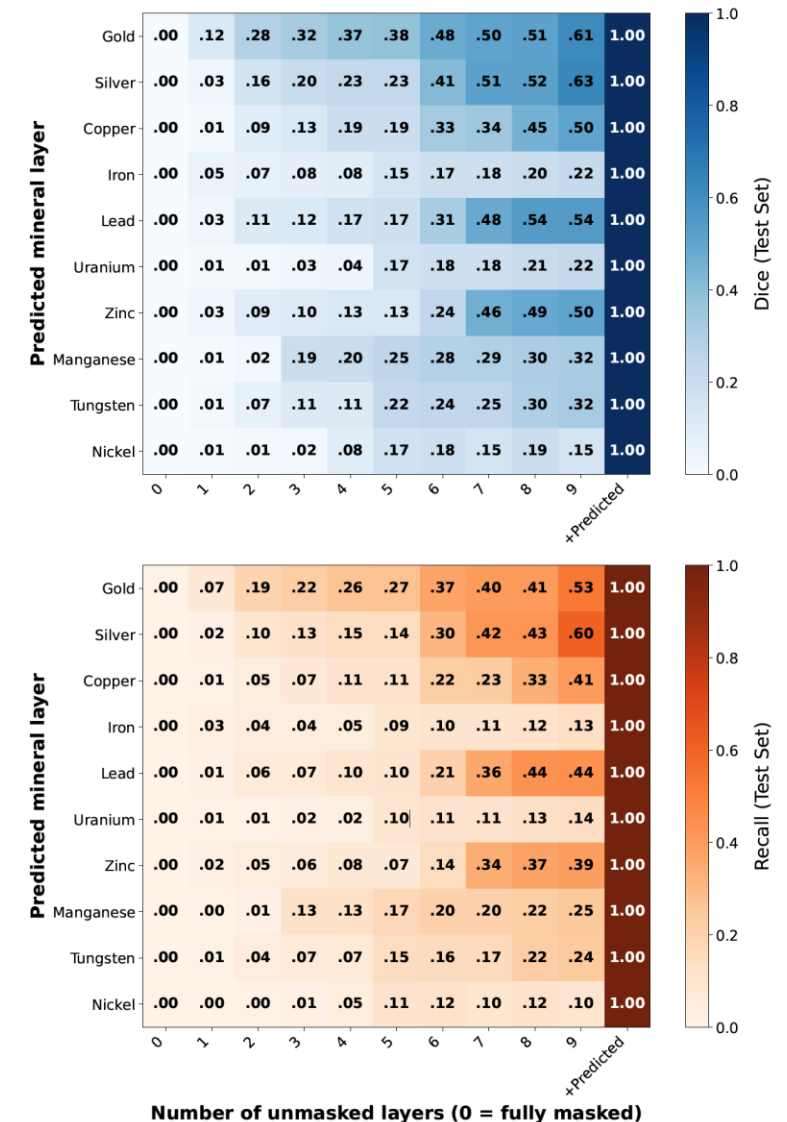 Predicted mineral layer
Gold .00 .12 .28 .32 .37 .38 .48 .50 .51 .61 1.00
Silver .00 .03 .16 .20 .23 .23 .41 .51 .52 .63 1.00
Copper .00 .01 .09 .13 .19 .19 .33 .34 .45 .50 1.00
Iron .00 .05 .07 .08 .08 .15 .17 .18 .20 .22 1.00
Lead .00 .03 .11 .12 .17 .17 .31 .48 .54 .54 1.00
Uranium .00 .01 .01 .03 .04 .17 .18 .18 .21 .22 1.00
Zinc .00 .03 .09 .10 .13 .13 .24 .46 .49 .50 1.00
Manganese .00 .01 .02 .19 .20 .25 .28 .29 .30 .32 1.00
Tungsten .00 .01 .07 .11 .11 .22 .24 .25 .30 .32 1.00
Nickel .00 .01 .01 .02 .08 .17 .18 .15 .19 .15 1.00
0 1 2 3 4 5 6 7 8 9 +Predicted
1.0
0.8
0.6
0.4
0.2
0.0
Dice (Test Set)
Predicted mineral layer
Gold .00 .07 .19 .22 .26 .27 .37 .40 .41 .53 1.00
Silver .00 .02 .10 .13 .15 .14 .30 .42 .43 .60 1.00
Copper .00 .01 .05 .07 .11 .11 .22 .23 .33 .41 1.00
Iron .00 .03 .04 .04 .05 .09 .10 .11 .12 .13 1.00
Lead .00 .01 .06 .07 .10 .10 .21 .36 .44 .44 1.00
Uranium .00 .01 .01 .02 .02 .10 .11 .11 .13 .14 1.00
Zinc .00 .02 .05 .06 .08 .07 .14 .34 .37 .39 1.00
Manganese .00 .00 .01 .13 .13 .17 .20 .20 .22 .25 1.00
Tungsten .00 .01 .04 .07 .07 .15 .16 .17 .22 .24 1.00
Nickel .00 .00 .00 .01 .05 .11 .12 .10 .12 .10 1.00
0 1 2 3 4 5 6 7 8 9 +Predicted
1.0
0.8
0.6
0.4
0.2
0.0
Recall (Test Set)
Number of unmasked layers (0 = fully masked)